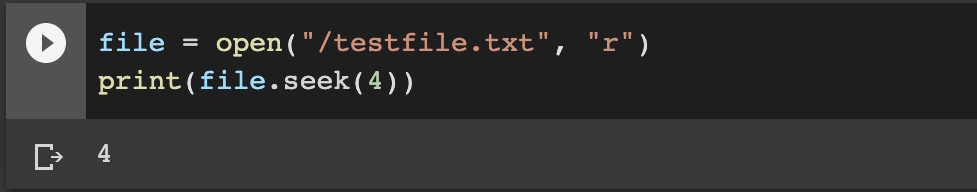 file = open("/testfile.txt", "r")
print(file.seek(4))
4